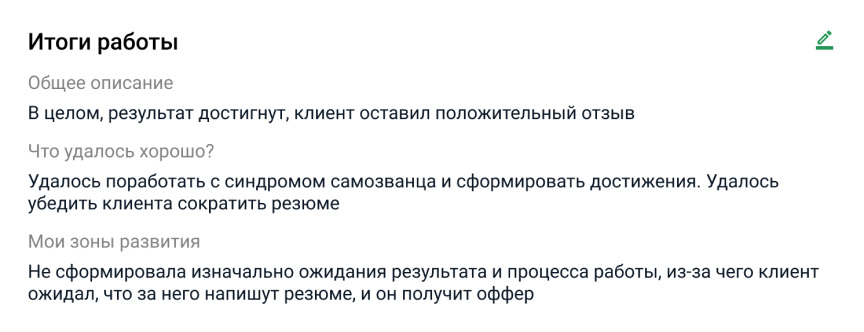 Итоги работы
Общее описание
В целом, результат достигнут, клиент оставил положительный отзыв
Что удалось хорошо?
Удалось поработать с синдромом самозванца и сформировать достижения. Удалось
убедить клиента сократить резюме
Мои зоны развития
Не сформировала изначально ожидания результата и процесса работы, из-за чего клиент
ожидал, что за него напишут резюме, и он получит оффер